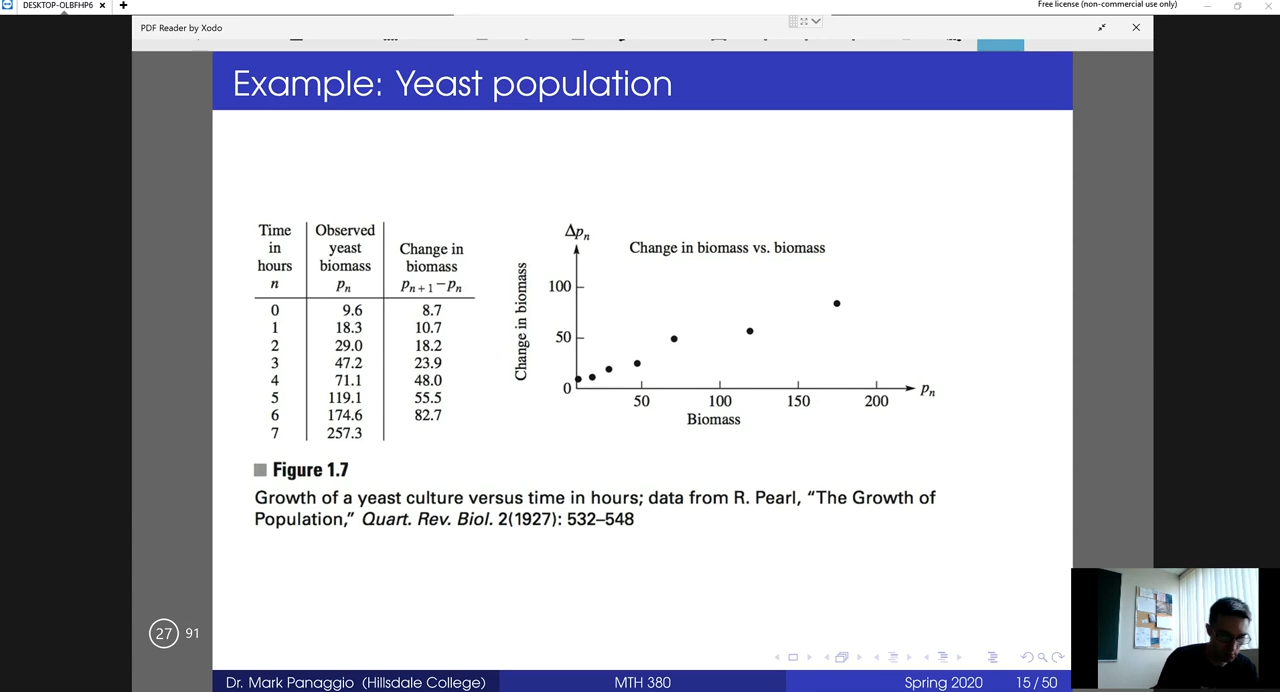 DESKTOP-OLBFHP6
Free license (non-commercial use only)
PDF Reader by Xodo
Example: Yeast population
Time in hours n | Observed yeast biomass pₙ | Change in biomass pₙ₊₁ − pₙ
0 9.6 8.7
1 18.3 10.7
2 29.0 18.2
3 47.2 23.9
4 71.1 48.0
5 119.1 55.5
6 174.6 82.7
7 257.3
Δpₙ
Change in biomass vs. biomass
Change in biomass
100
50
0
50 100 150 200
pₙ
Biomass
Figure 1.7
Growth of a yeast culture versus time in hours; data from R. Pearl, “The Growth of
Population,” Quart. Rev. Biol. 2(1927): 532–548
27 91
Dr. Mark Panaggio (Hillsdale College) MTH 380 Spring 2020 15 / 50